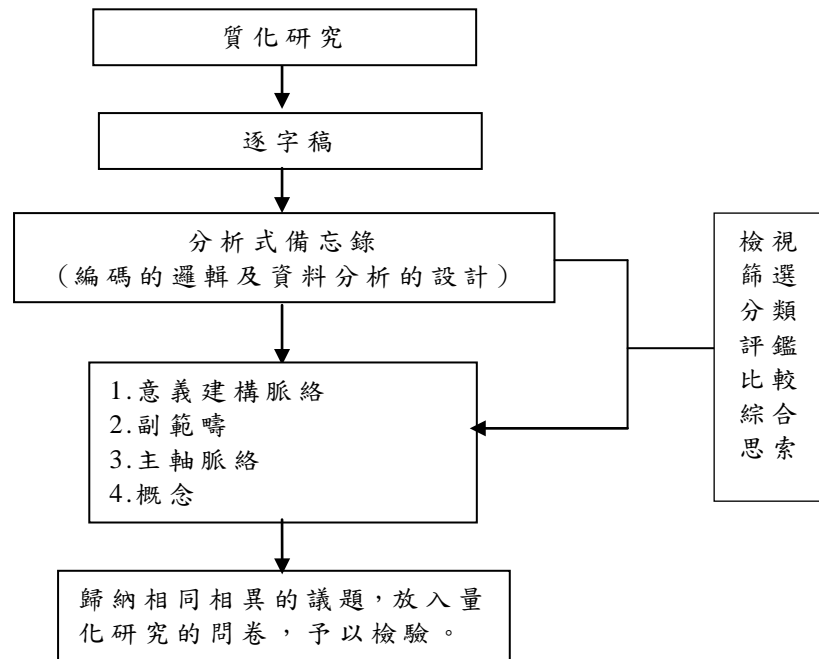 質化研究
逐字稿
分析式備忘錄
（編碼的邏輯及資料分析的設計）
1.意義建構脈絡
2.副範疇
3.主軸脈絡
4.概念
歸納相同相異的議題，放入量
化研究的問卷，予以檢驗。
檢視
篩選
分類
評鑑
比較
綜合
思索